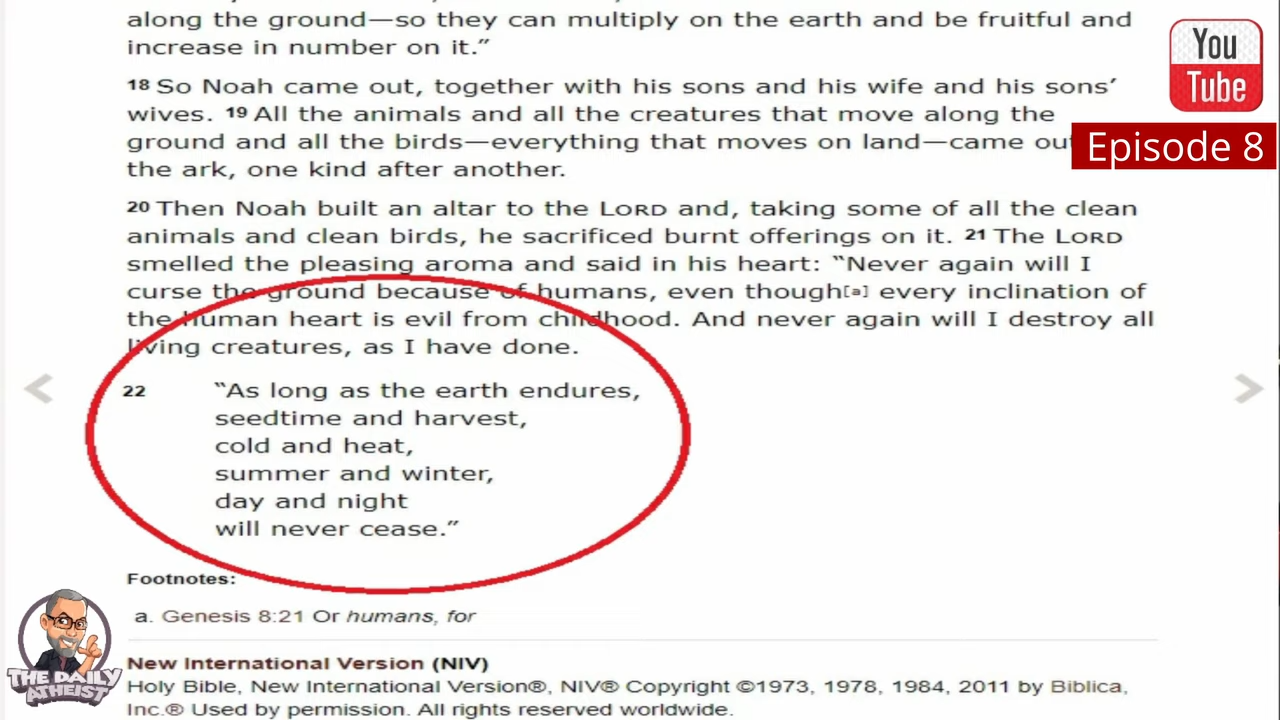 along the ground—so they can multiply on the earth and be fruitful and
increase in number on it.”
18 So Noah came out, together with his sons and his wife and his sons’
wives. 19 All the animals and all the creatures that move along the
ground and all the birds—everything that moves on land—came
the ark, one kind after another.
20 Then Noah built an altar to the LORD and, taking some of all the clean
animals and clean birds, he sacrificed burnt offerings on it. 21 The LORD
smelled the pleasing aroma and said in his heart: “Never again will I
curse the ground because of humans, even though[a] every inclination of
the human heart is evil from childhood. And never again will I destroy all
living creatures, as I have done.
22 “As long as the earth endures,
seedtime and harvest,
cold and heat,
summer and winter,
day and night
will never cease.”
Footnotes:
a. Genesis 8:21 Or humans, for
New International Version (NIV)
Holy Bible, New International Version®, NIV® Copyright ©1973, 1978, 1984, 2011 by Biblica,
Inc.® Used by permission. All rights reserved worldwide.
You
Tube
Episode 8
THE DAILY
ATHEIST